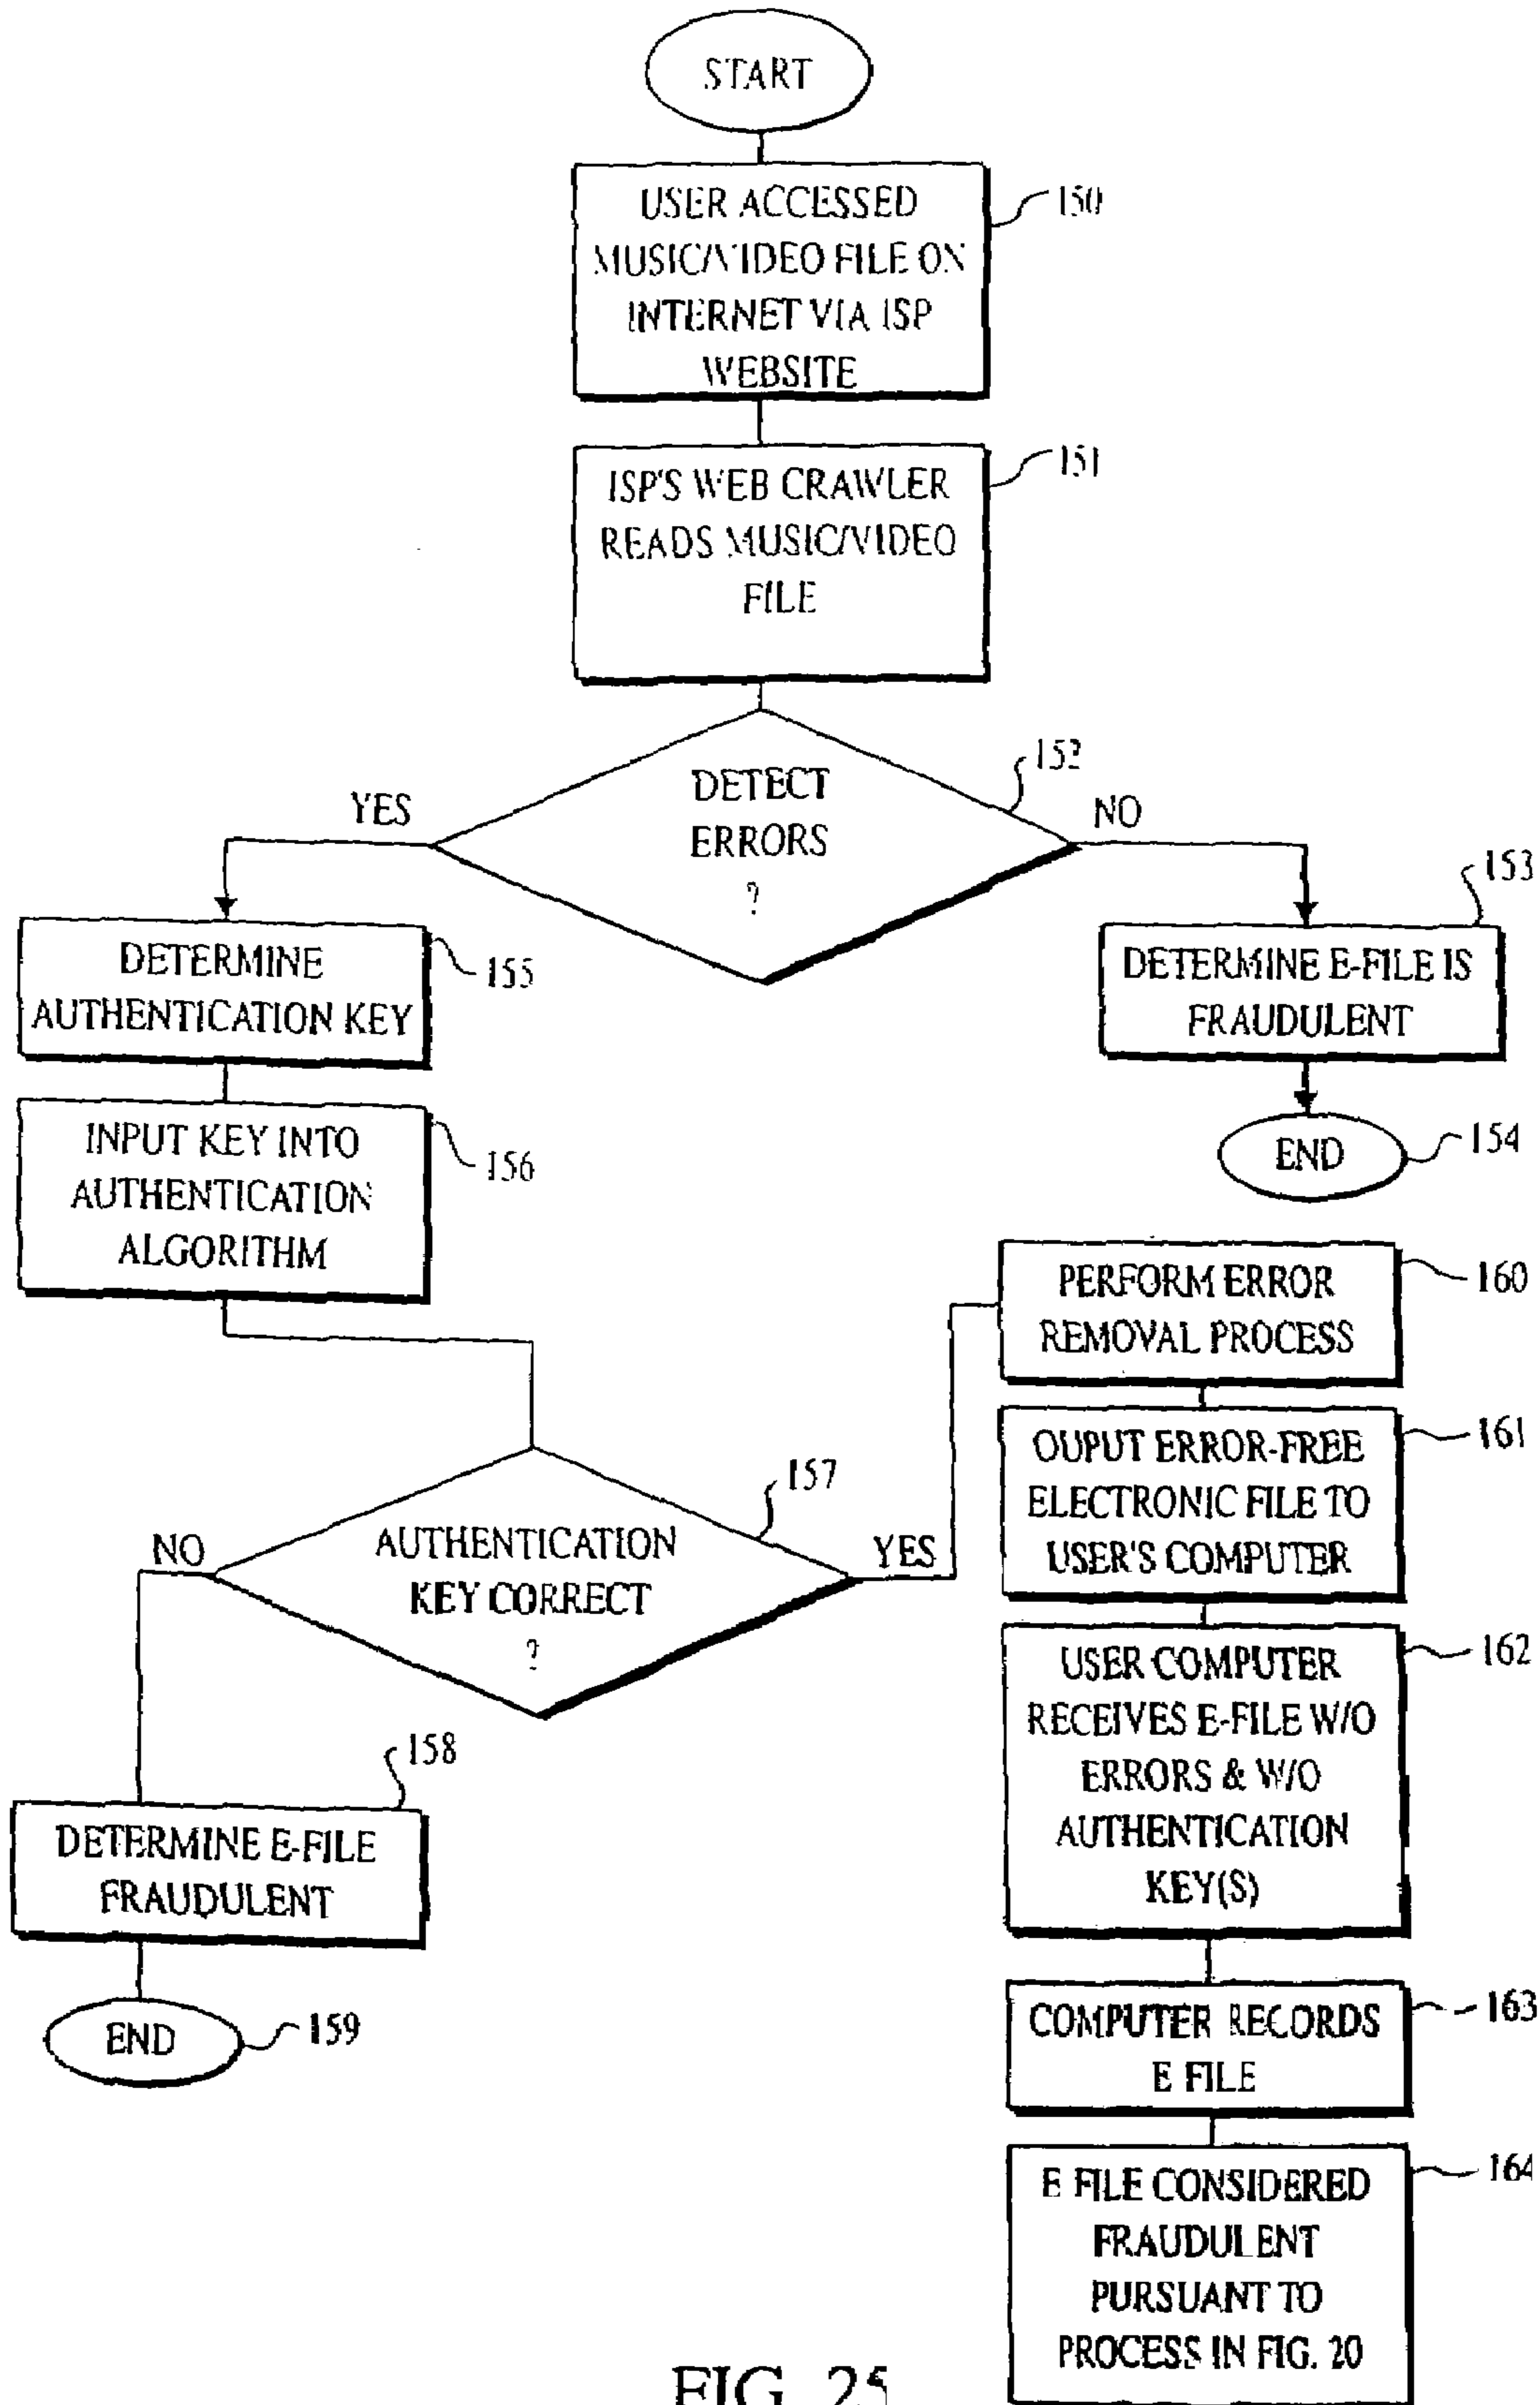 START
USER ACCESSED
MUSIC/VIDEO FILE ON
INTERNET VIA ISP
WEBSITE
150
ISP'S WEB CRAWLER
READS MUSIC/VIDEO
FILE
151
DETECT
ERRORS
?
152
YES
NO
DETERMINE E-FILE IS
FRAUDULENT
153
END
154
DETERMINE
AUTHENTICATION KEY
155
INPUT KEY INTO
AUTHENTICATION
ALGORITHM
156
AUTHENTICATION
KEY CORRECT
?
157
NO
YES
DETERMINE E-FILE
FRAUDULENT
158
END
159
PERFORM ERROR
REMOVAL PROCESS
160
OUPUT ERROR-FREE
ELECTRONIC FILE TO
USER'S COMPUTER
161
USER COMPUTER
RECEIVES E-FILE W/O
ERRORS & W/O
AUTHENTICATION
KEY(S)
162
COMPUTER RECORDS
E FILE
163
E FILE CONSIDERED
FRAUDULENT
PURSUANT TO
PROCESS IN FIG. 20
164
FIG. 25